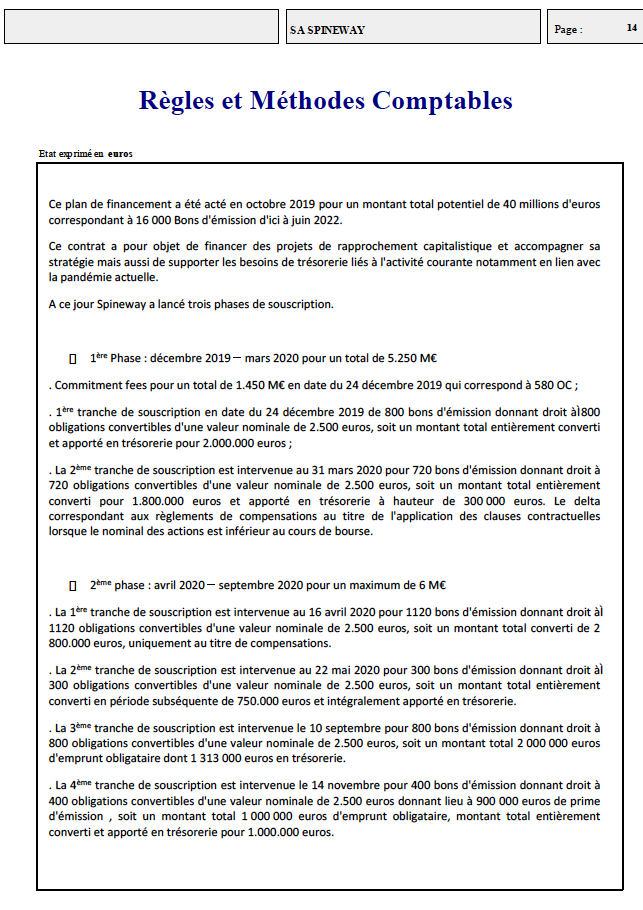 SA SPINEWAY
Page : 14
Règles et Méthodes Comptables
Etat exprimé en euros
Ce plan de financement a été acté en octobre 2019 pour un montant total potentiel de 40 millions d'euros
correspondant à 16 000 Bons d'émission d'ici à juin 2022.
Ce contrat a pour objet de financer des projets de rapprochement capitalistique et accompagner sa
stratégie mais aussi de supporter les besoins de trésorerie liés à l'activité courante notamment en lien avec
la pandémie actuelle.
A ce jour Spineway a lancé trois phases de souscription.
▯ 1ère Phase : décembre 2019 – mars 2020 pour un total de 5.250 M€
. Commitment fees pour un total de 1.450 M€ en date du 24 décembre 2019 qui correspond à 580 OC ;
. 1ère tranche de souscription en date du 24 décembre 2019 de 800 bons d'émission donnant droit àÌ800
obligations convertibles d'une valeur nominale de 2.500 euros, soit un montant total entièrement converti
et apporté en trésorerie pour 2.000.000 euros ;
. La 2ème tranche de souscription est intervenue au 31 mars 2020 pour 720 bons d'émission donnant droit à
720 obligations convertibles d'une valeur nominale de 2.500 euros, soit un montant total entièrement
converti pour 1.800.000 euros et apporté en trésorerie à hauteur de 300 000 euros. Le delta
correspondant aux règlements de compensations au titre de l'application des clauses contractuelles
lorsque le nominal des actions est inférieur au cours de bourse.
▯ 2ème phase : avril 2020 – septembre 2020 pour un maximum de 6 M€
. La 1ère tranche de souscription est intervenue au 16 avril 2020 pour 1120 bons d'émission donnant droit àÌ
1120 obligations convertibles d'une valeur nominale de 2.500 euros, soit un montant total converti de 2
800.000 euros, uniquement au titre de compensations.
. La 2ème tranche de souscription est intervenue au 22 mai 2020 pour 300 bons d'émission donnant droit àÌ
300 obligations convertibles d'une valeur nominale de 2.500 euros, soit un montant total entièrement
converti en période subséquente de 750.000 euros et intégralement apporté en trésorerie.
. La 3ème tranche de souscription est intervenue le 10 septembre pour 800 bons d'émission donnant droit à
800 obligations convertibles d'une valeur nominale de 2.500 euros, soit un montant total 2 000 000 euros
d'emprunt obligataire dont 1 313 000 euros en trésorerie.
. La 4ème tranche de souscription est intervenue le 14 novembre pour 400 bons d'émission donnant droit à
400 obligations convertibles d'une valeur nominale de 2.500 euros donnant lieu à 900 000 euros de prime
d'émission , soit un montant total 1 000 000 euros d'emprunt obligataire, montant total entièrement
converti et apporté en trésorerie pour 1.000.000 euros.